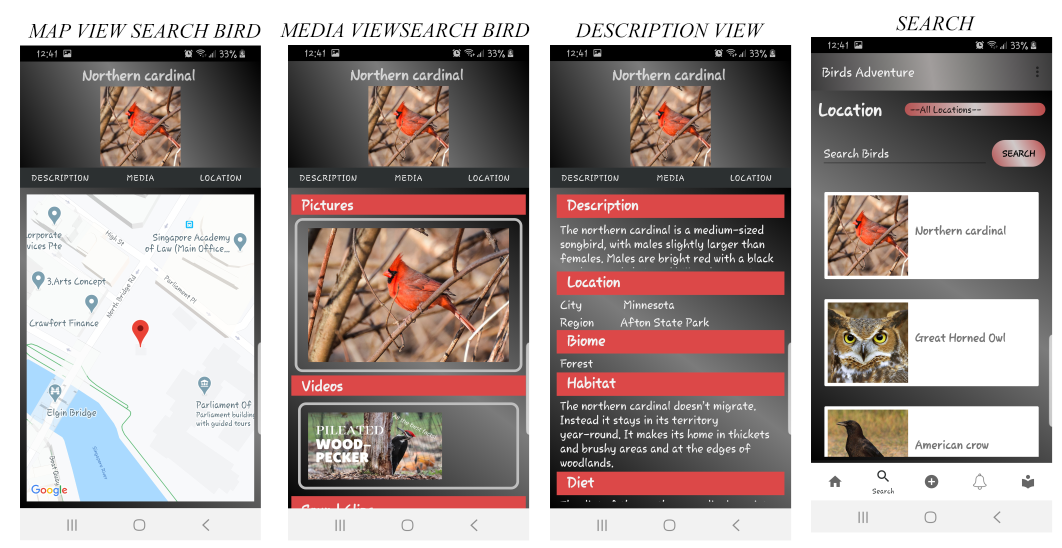 MAP VIEW SEARCH BIRD
12:41 33%
Northern cardinal
DESCRIPTION MEDIA LOCATION
Corporate
vices Pte
High St
Singapore Academy
of Law (Main Office...
3.Arts Concept
North Bridge Rd
Parliament Pl
Crawfort Finance
Elgin Bridge
Parliament Of
Parliament building
with guided tours
Boat Quay
Singapore River
Google
MEDIA VIEWSEARCH BIRD
12:41 33%
Northern cardinal
DESCRIPTION MEDIA LOCATION
Pictures
Videos
PILEATED
WOOD-
PECKER
Sound Clips
DESCRIPTION VIEW
12:41 33%
Northern cardinal
DESCRIPTION MEDIA LOCATION
Description
The northern cardinal is a medium-sized
songbird, with males slightly larger than
females. Males are bright red with a black
Location
City Minnesota
Region Afton State Park
Biome
Forest
Habitat
The northern cardinal doesn't migrate.
Instead it stays in its territory
year-round. It makes its home in thickets
and brushy areas and at the edges of
woodlands.
Diet
SEARCH
12:41 33%
Birds Adventure
Location --All Locations--
Search Birds SEARCH
Northern cardinal
Great Horned Owl
American crow
Search